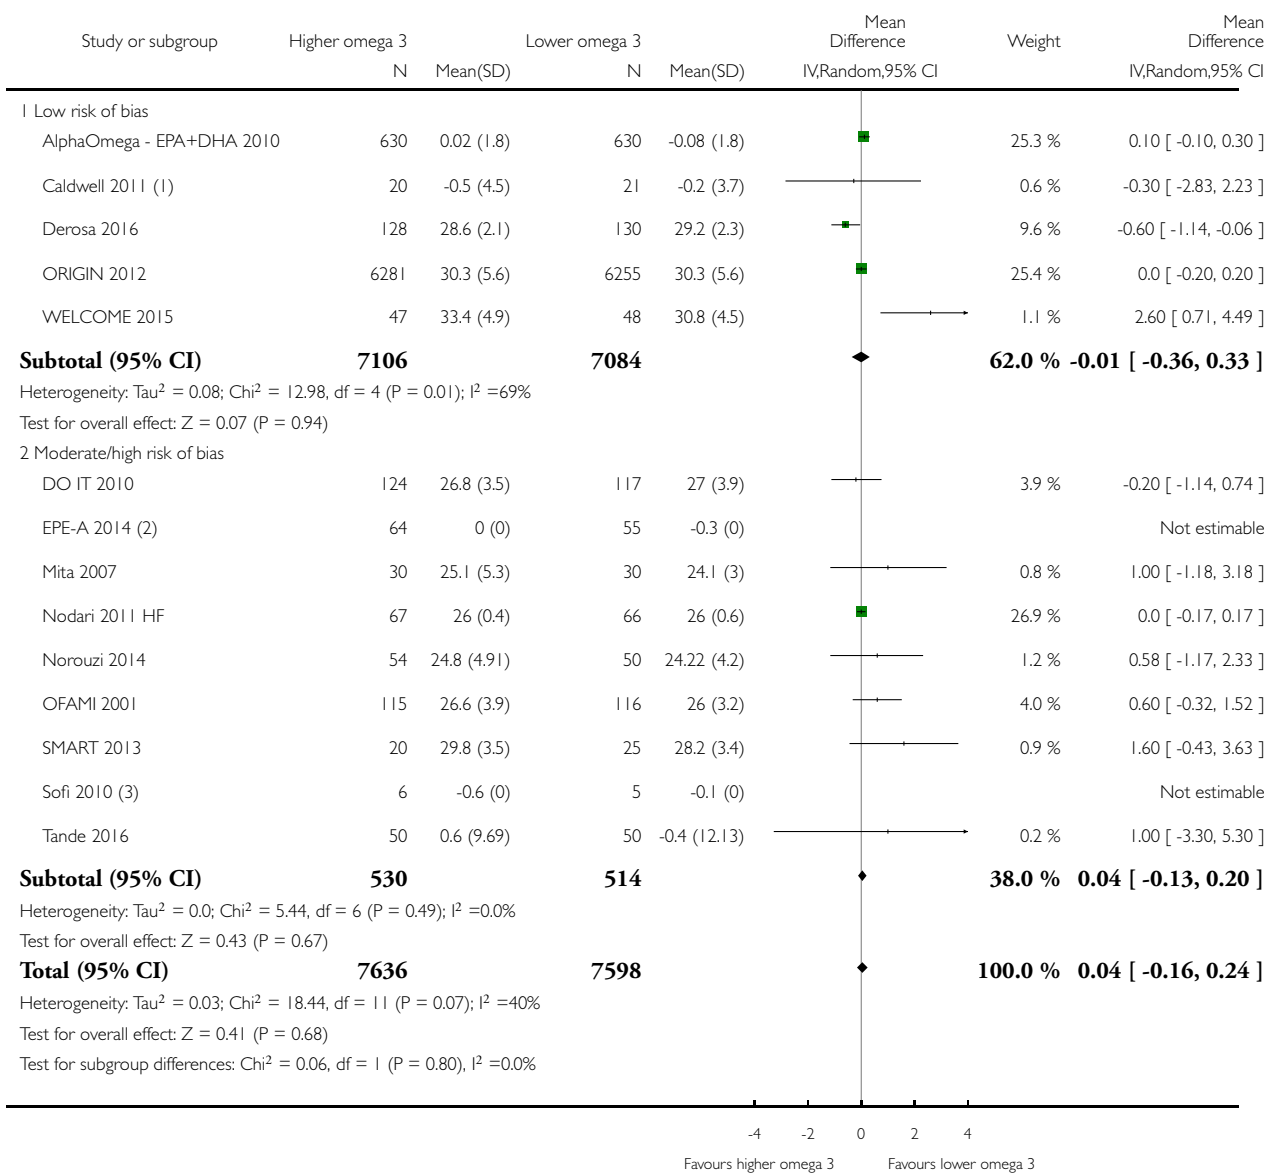 Study or subgroup Higher omega 3 Lower omega 3 Mean Difference Weight Mean Difference
N Mean(SD) N Mean(SD) IV,Random,95% CI IV,Random,95% CI
1 Low risk of bias
AlphaOmega - EPA+DHA 2010 630 0.02 (1.8) 630 -0.08 (1.8) 25.3 % 0.10 [ -0.10, 0.30 ]
Caldwell 2011 (1) 20 -0.5 (4.5) 21 -0.2 (3.7) 0.6 % -0.30 [ -2.83, 2.23 ]
Derosa 2016 128 28.6 (2.1) 130 29.2 (2.3) 9.6 % -0.60 [ -1.14, -0.06 ]
ORIGIN 2012 6281 30.3 (5.6) 6255 30.3 (5.6) 25.4 % 0.0 [ -0.20, 0.20 ]
WELCOME 2015 47 33.4 (4.9) 48 30.8 (4.5) 1.1 % 2.60 [ 0.71, 4.49 ]
Subtotal (95% CI) 7106 7084 62.0 % -0.01 [ -0.36, 0.33 ]
Heterogeneity: Tau² = 0.08; Chi² = 12.98, df = 4 (P = 0.01); I² =69%
Test for overall effect: Z = 0.07 (P = 0.94)
2 Moderate/high risk of bias
DO IT 2010 124 26.8 (3.5) 117 27 (3.9) 3.9 % -0.20 [ -1.14, 0.74 ]
EPE-A 2014 (2) 64 0 (0) 55 -0.3 (0) Not estimable
Mita 2007 30 25.1 (5.3) 30 24.1 (3) 0.8 % 1.00 [ -1.18, 3.18 ]
Nodari 2011 HF 67 26 (0.4) 66 26 (0.6) 26.9 % 0.0 [ -0.17, 0.17 ]
Norouzi 2014 54 24.8 (4.91) 50 24.22 (4.2) 1.2 % 0.58 [ -1.17, 2.33 ]
OFAMI 2001 115 26.6 (3.9) 116 26 (3.2) 4.0 % 0.60 [ -0.32, 1.52 ]
SMART 2013 20 29.8 (3.5) 25 28.2 (3.4) 0.9 % 1.60 [ -0.43, 3.63 ]
Sofi 2010 (3) 6 -0.6 (0) 5 -0.1 (0) Not estimable
Tande 2016 50 0.6 (9.69) 50 -0.4 (12.13) 0.2 % 1.00 [ -3.30, 5.30 ]
Subtotal (95% CI) 530 514 38.0 % 0.04 [ -0.13, 0.20 ]
Heterogeneity: Tau² = 0.0; Chi² = 5.44, df = 6 (P = 0.49); I² =0.0%
Test for overall effect: Z = 0.43 (P = 0.67)
Total (95% CI) 7636 7598 100.0 % 0.04 [ -0.16, 0.24 ]
Heterogeneity: Tau² = 0.03; Chi² = 18.44, df = 11 (P = 0.07); I² =40%
Test for overall effect: Z = 0.41 (P = 0.68)
Test for subgroup differences: Chi² = 0.06, df = 1 (P = 0.80), I² =0.0%
-4 -2 0 2 4
Favours higher omega 3 Favours lower omega 3